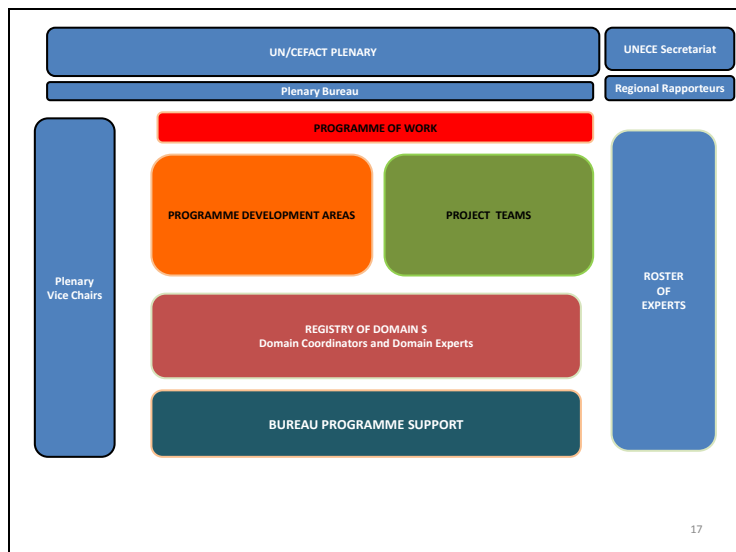 UN/CEFACT PLENARY
UNECE Secretariat
Plenary Bureau
Regional Rapporteurs
PROGRAMME OF WORK
PROGRAMME DEVELOPMENT AREAS
PROJECT TEAMS
Plenary
Vice Chairs
ROSTER
OF
EXPERTS
REGISTRY OF DOMAIN S
Domain Coordinators and Domain Experts
BUREAU PROGRAMME SUPPORT
17